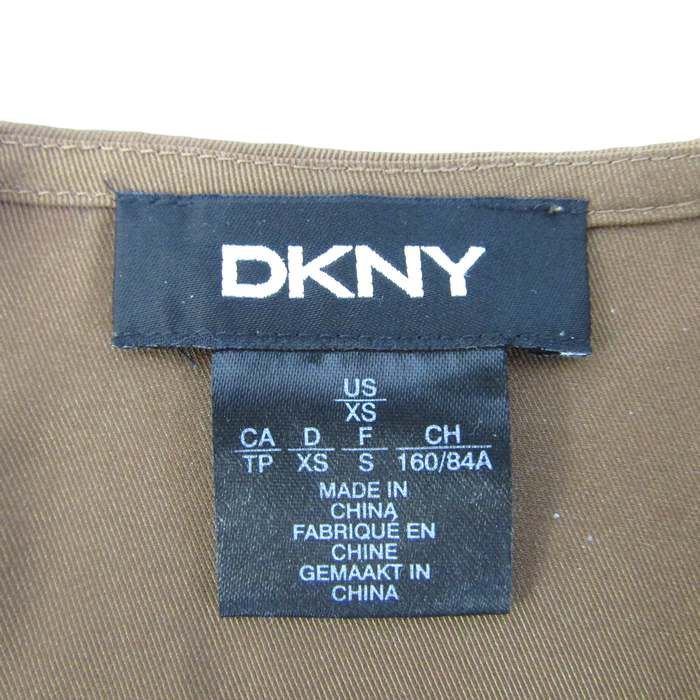 DKNY
US
XS
CA D F CH
TP XS S 160/84A
MADE IN
CHINA
FABRIQUÉ EN
CHINE
GEMAAKT IN
CHINA